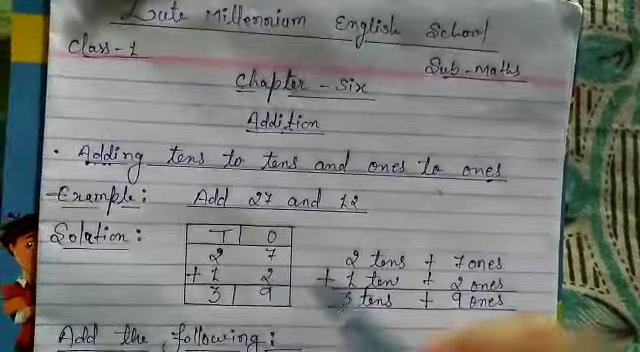 Lute Millennium English School
Class-1
Sub-Maths
Chapter-Six
Addition
· Adding tens to tens and ones to ones
Example: Add 27 and 12
Solation:
T O
2 7
+ 1 2
3 9
2 tens + 7 ones
+ 1 ten + 2 ones
3 tens + 9 ones
Add the following: